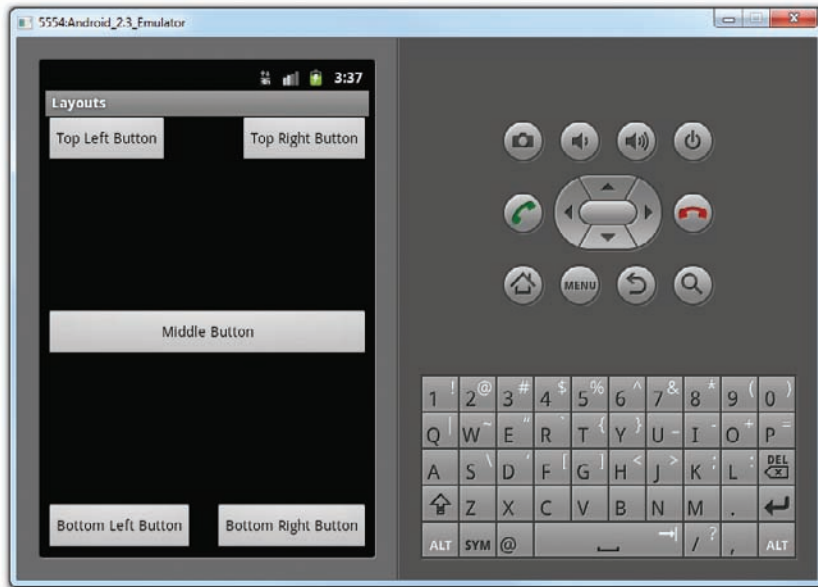 5554:Android_2.3_Emulator
3:37
Layouts
Top Left Button Top Right Button
Middle Button
Bottom Left Button Bottom Right Button
MENU
1 ! 2 @ 3 # 4 $ 5 % 6 ^ 7 & 8 * 9 ( 0 )
Q | W ~ E " R ` T { Y } U _ I - O + P =
A S \ D ' F [ G ] H < J > K ; L : DEL
Z X C V B N M .
ALT SYM @ / ? , ALT